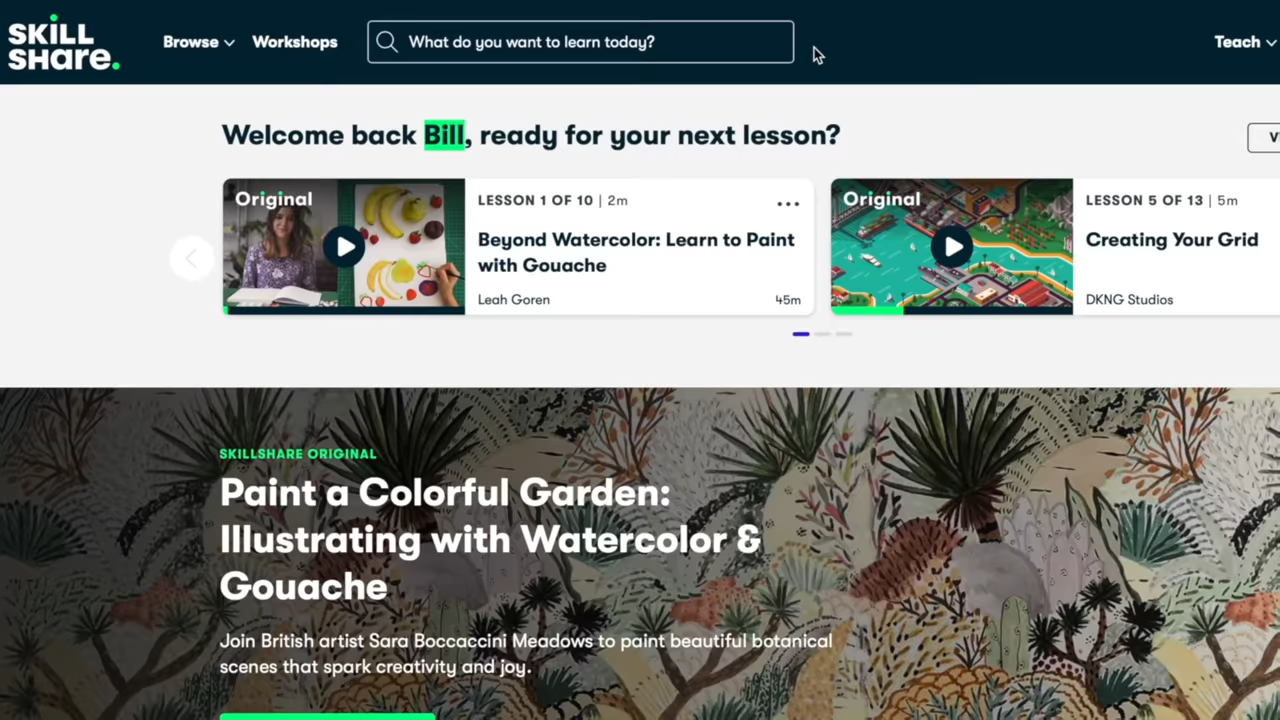 SKILL
SHare.
Browse
Workshops
What do you want to learn today?
Teach
Welcome back Bill, ready for your next lesson?
V
Original
LESSON 1 OF 10 | 2m
Beyond Watercolor: Learn to Paint
with Gouache
Leah Goren
45m
Original
LESSON 5 OF 13 | 5m
Creating Your Grid
DKNG Studios
SKILLSHARE ORIGINAL
Paint a Colorful Garden:
Illustrating with Watercolor &
Gouache
Join British artist Sara Boccaccini Meadows to paint beautiful botanical
scenes that spark creativity and joy.